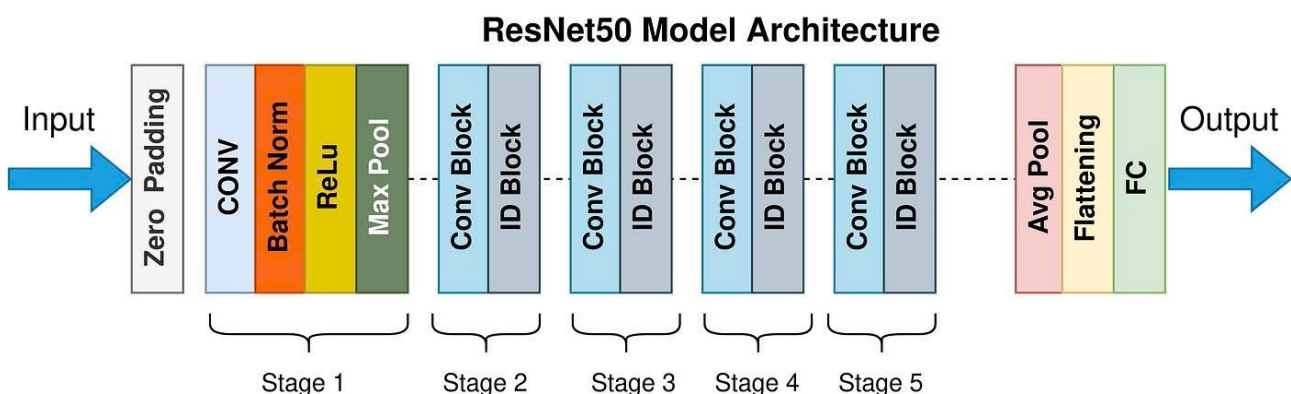 ResNet50 Model Architecture
Input
Zero Padding
CONV
Batch Norm
ReLu
Max Pool
Conv Block
ID Block
Conv Block
ID Block
Conv Block
ID Block
Conv Block
ID Block
Avg Pool
Flattening
FC
Output
Stage 1
Stage 2
Stage 3
Stage 4
Stage 5